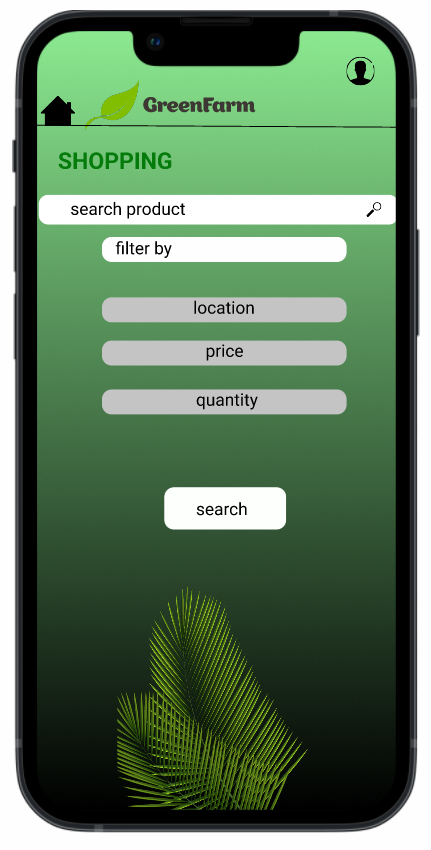 GreenFarm
SHOPPING
search product
filter by
location
price
quantity
search